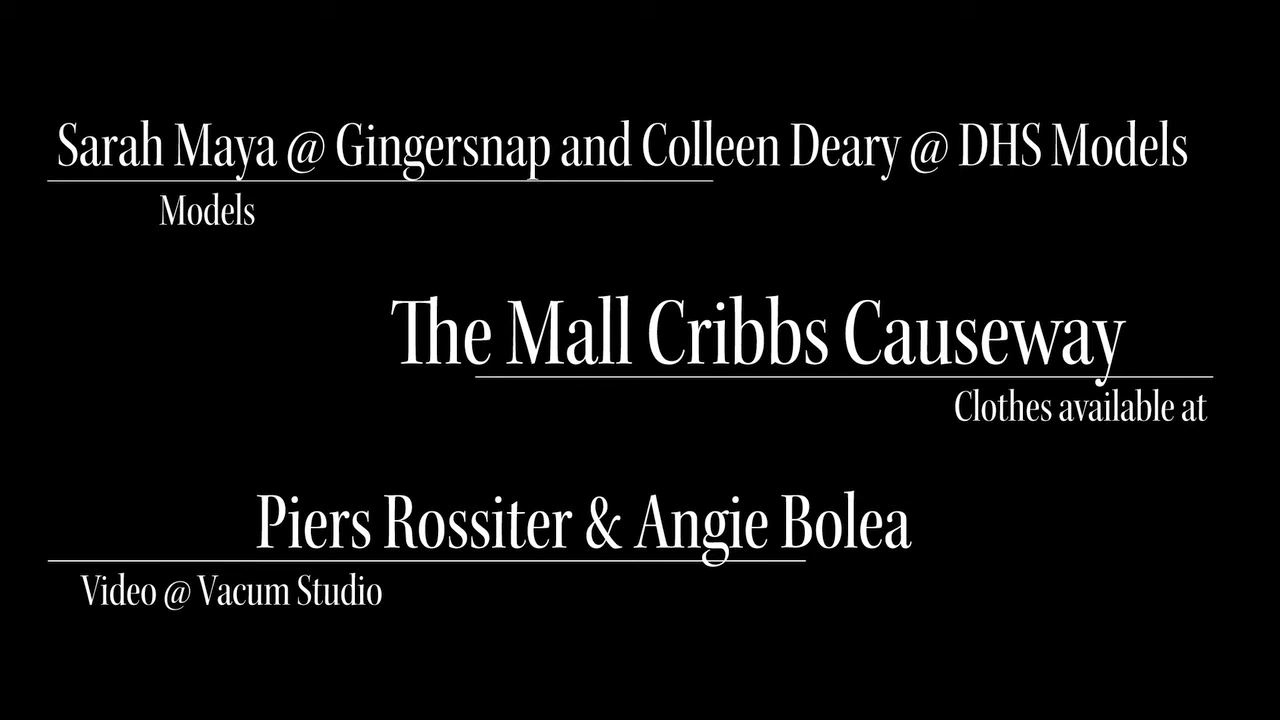 Sarah Maya @ Gingersnap and Colleen Deary @ DHS Models
Models
The Mall Cribbs Causeway
Clothes available at
Piers Rossiter & Angie Bolea
Video @ Vacum Studio